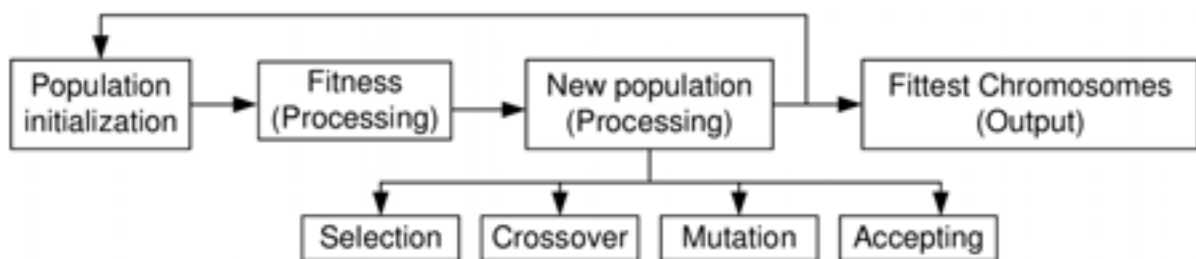 Population
initialization
Fitness
(Processing)
New population
(Processing)
Fittest Chromosomes
(Output)
Selection
Crossover
Mutation
Accepting